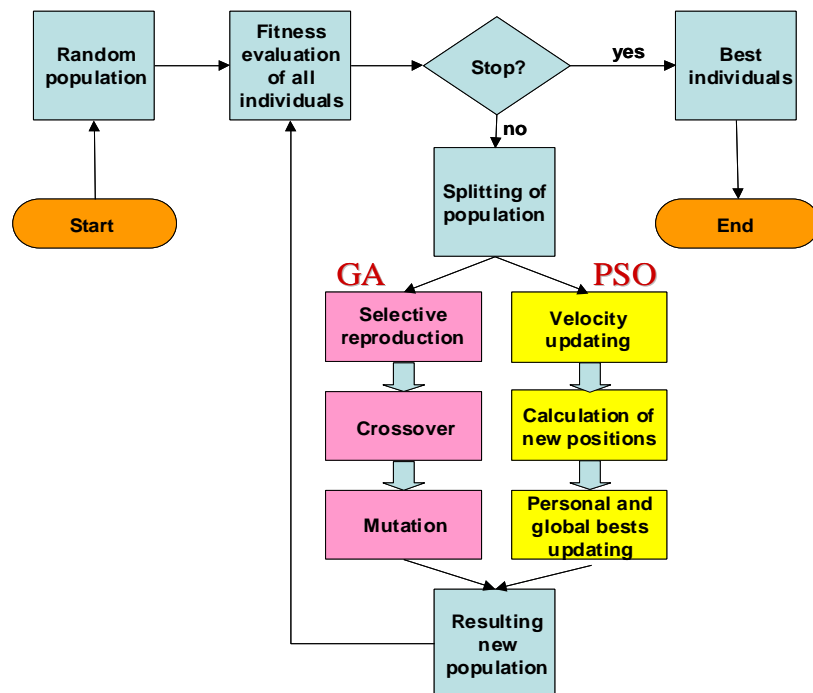 Random
population
Fitness
evaluation
of all
individuals
Stop?
yes
Best
individuals
no
Splitting of
population
Start
End
GA
PSO
Selective
reproduction
Velocity
updating
Crossover
Calculation of
new positions
Mutation
Personal and
global bests
updating
Resulting
new
population